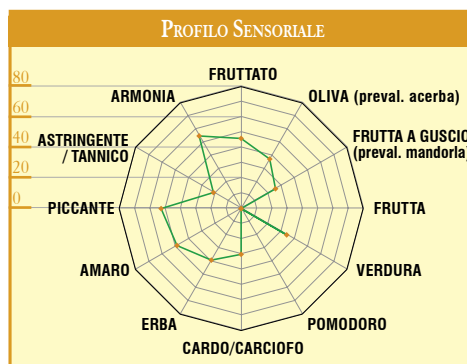 PROFILO SENSORIALE
80
60
40
20
0
FRUTTATO
OLIVA (preval. acerba)
FRUTTA A GUSCIO
(preval. mandorla)
FRUTTA
VERDURA
POMODORO
CARDO/CARCIOFO
ERBA
AMARO
PICCANTE
ASTRINGENTE
/ TANNICO
ARMONIA